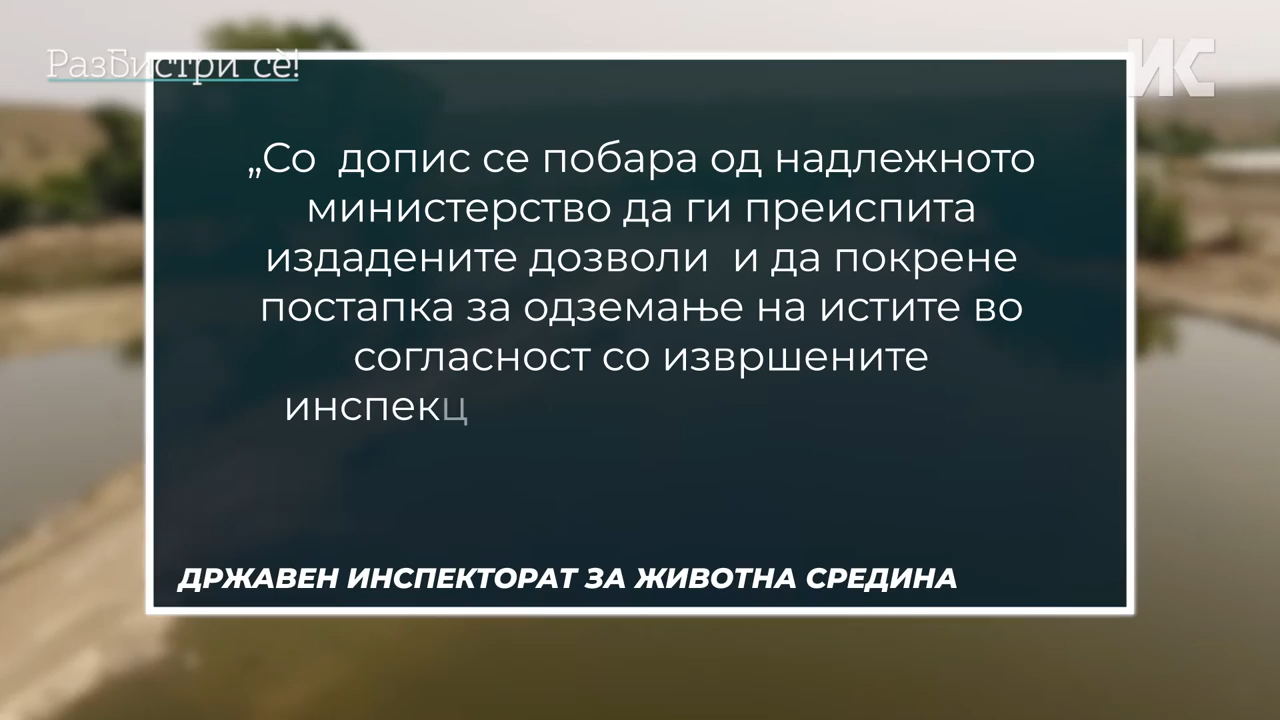 РазБистри сѐ!
ИС
„Со допис се побара од надлежното
министерство да ги преиспита
издадените дозволи и да покрене
постапка за одземање на истите во
согласност со извршените
инспекц
ДРЖАВЕН ИНСПЕКТОРАТ ЗА ЖИВОТНА СРЕДИНА